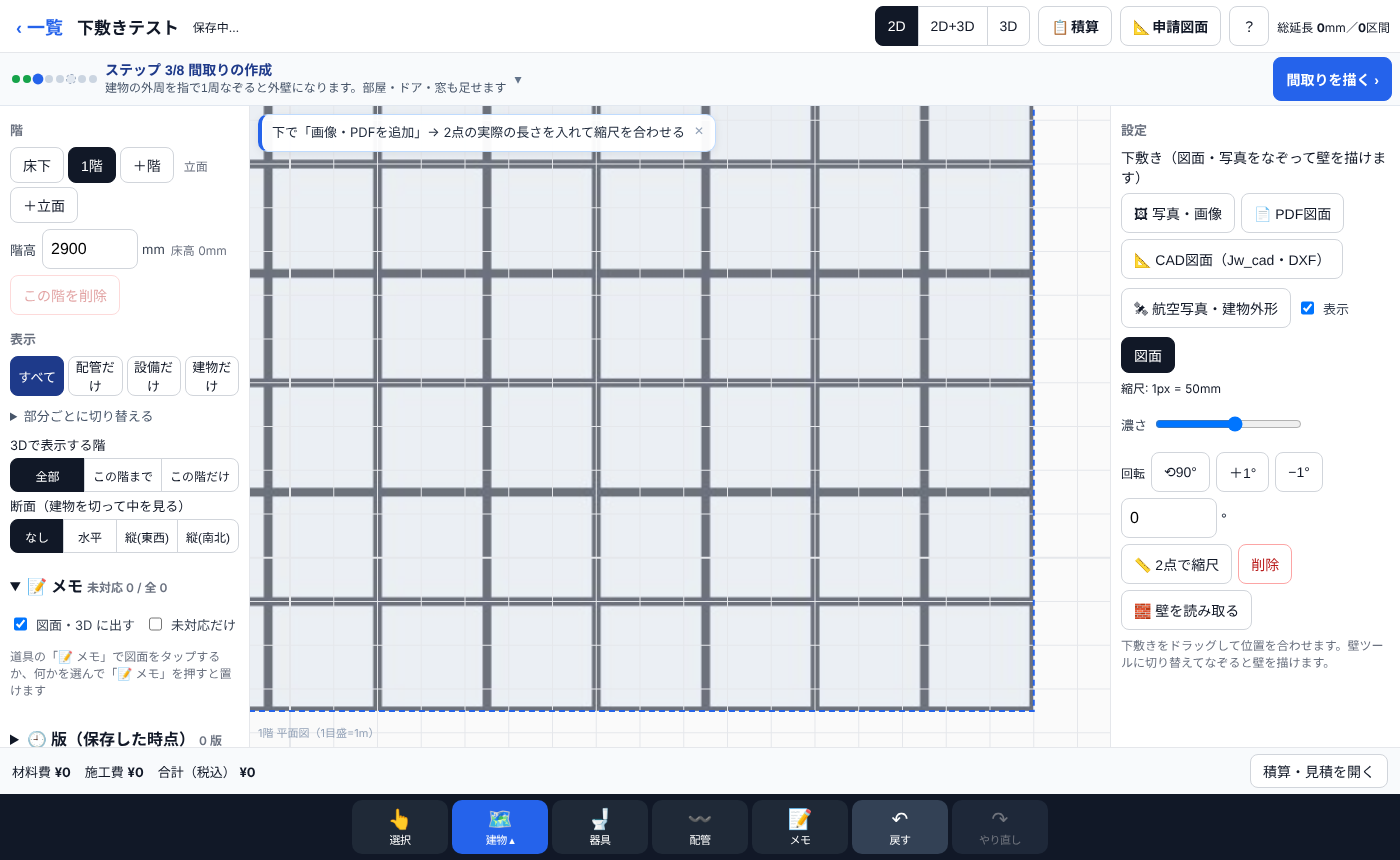 ‹ 一覧 下敷きテスト 保存中...
2D 2D+3D 3D 積算 申請図面 ? 総延長 0mm／0区間
ステップ 3/8 間取りの作成
建物の外周を指で1周なぞると外壁になります。部屋・ドア・窓も足せます ▼
間取りを描く ›
階
床下 1階 ＋階 立面
＋立面
階高 2900 mm 床高 0mm
この階を削除
表示
すべて 配管だけ 設備だけ 建物だけ
▶ 部分ごとに切り替える
3Dで表示する階
全部 この階まで この階だけ
断面（建物を切って中を見る）
なし 水平 縦(東西) 縦(南北)
▼ メモ 未対応 0 / 全 0
図面・3D に出す 未対応だけ
道具の「📝 メモ」で図面をタップする
か、何かを選んで「📝 メモ」を押すと置
けます
▶ 版（保存した時点） 0 版
下で「画像・PDFを追加」→ 2点の実際の長さを入れて縮尺を合わせる ×
1階 平面図（1目盛=1m）
設定
下敷き（図面・写真をなぞって壁を描けま
す）
写真・画像 PDF図面
CAD図面（Jw_cad・DXF）
航空写真・建物外形 表示
図面
縮尺: 1px = 50mm
濃さ
回転 ⟲90° ＋1° −1°
0 °
2点で縮尺 削除
壁を読み取る
下敷きをドラッグして位置を合わせます。壁ツー
ルに切り替えてなぞると壁を描けます。
材料費 ¥0 施工費 ¥0 合計（税込） ¥0
積算・見積を開く
選択 建物▴ 器具 配管 メモ 戻す やり直し